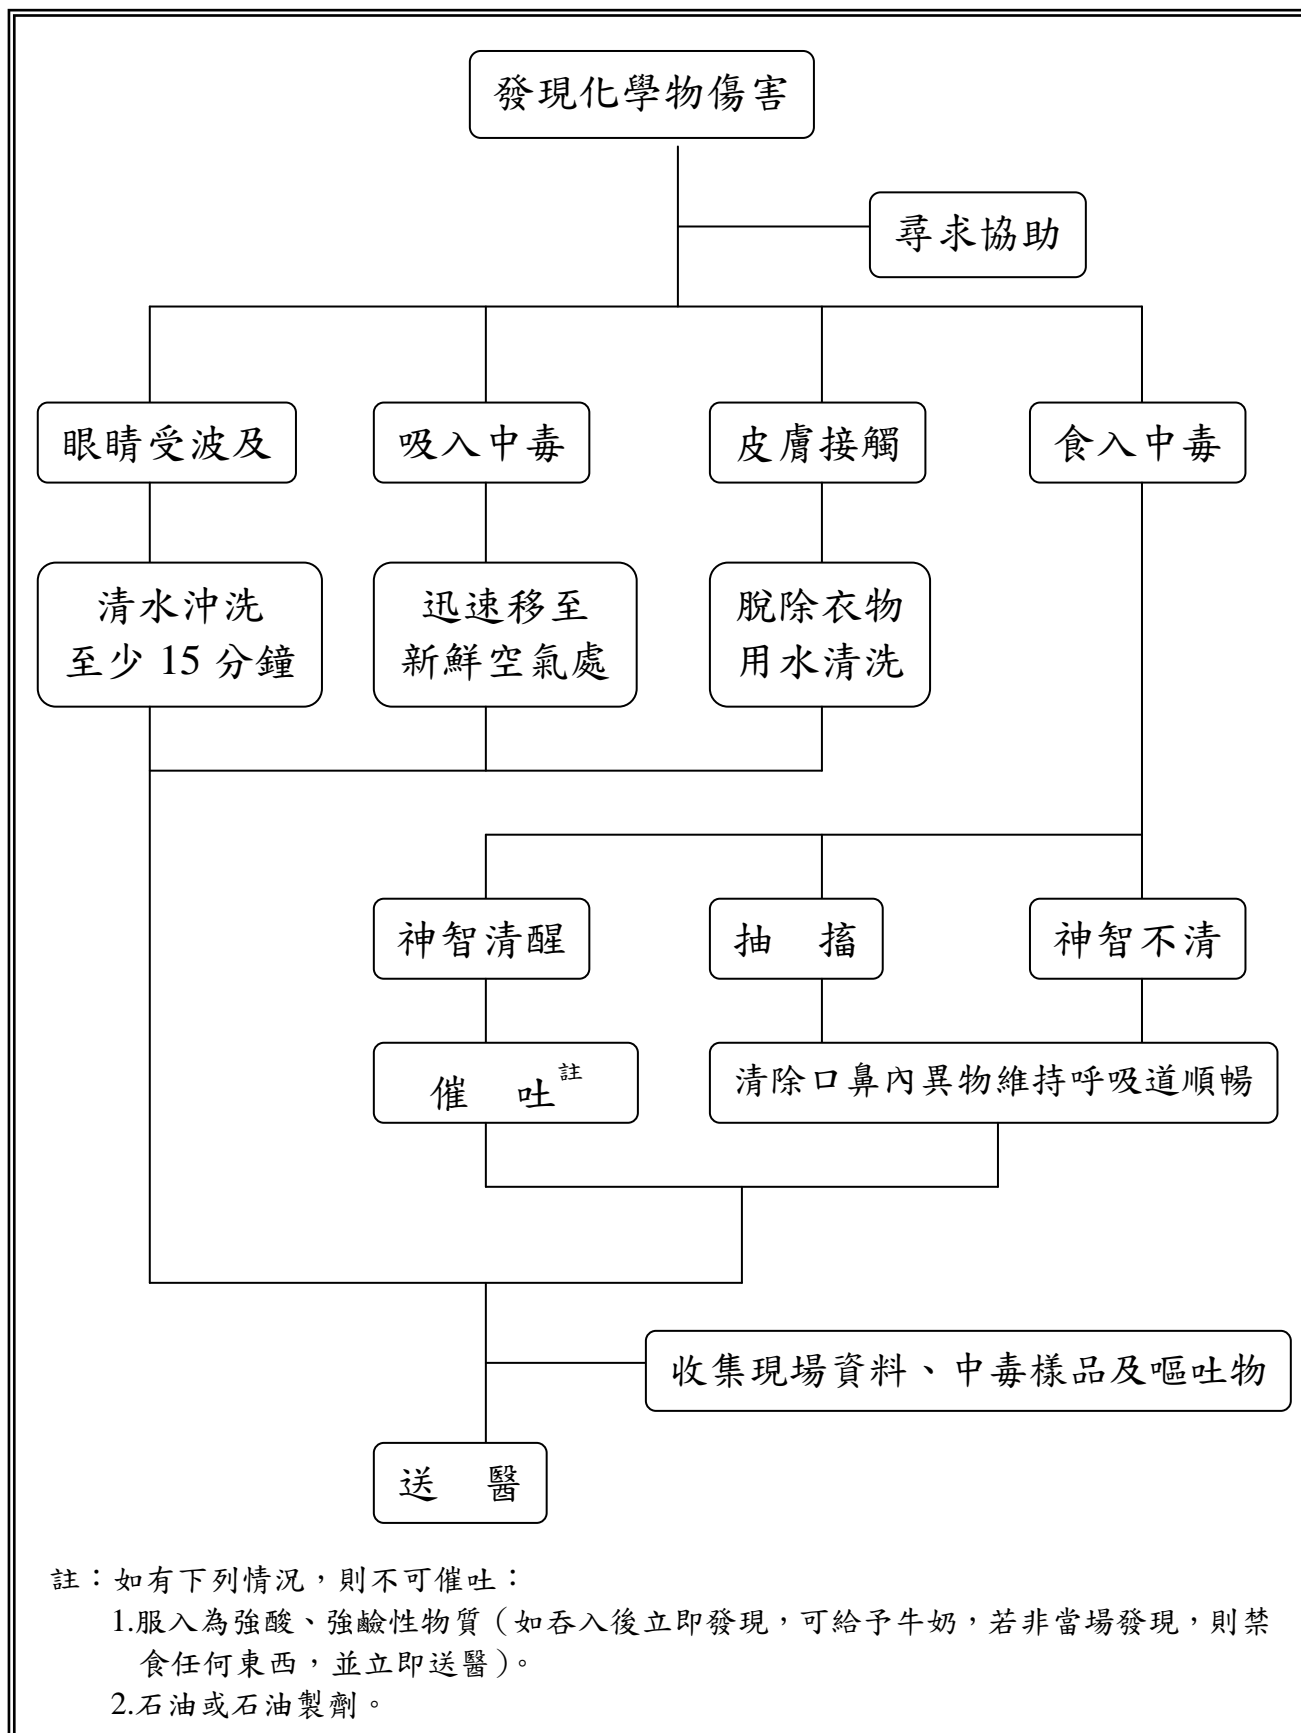 發現化學物傷害
尋求協助
眼睛受波及
吸入中毒
皮膚接觸
食入中毒
清水沖洗
至少 15 分鐘
迅速移至
新鮮空氣處
脫除衣物
用水清洗
神智清醒
抽 搐
神智不清
催 吐註
清除口鼻內異物維持呼吸道順暢
收集現場資料、中毒樣品及嘔吐物
送 醫
註：如有下列情況，則不可催吐：
1.服入為強酸、強鹼性物質（如吞入後立即發現，可給予牛奶，若非當場發現，則禁
食任何東西，並立即送醫）。
2.石油或石油製劑。